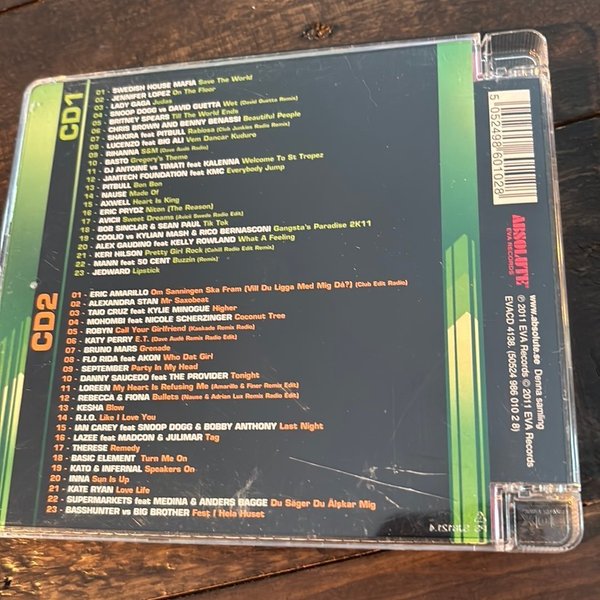 CD1
01 - SWEDISH HOUSE MAFIA Save The World
02 - JENNIFER LOPEZ On The Floor
03 - LADY GAGA Judas
04 - SNOOP DOGG vs DAVID GUETTA Wet (David Guetta Remix)
05 - BRITNEY SPEARS Till The World Ends
06 - CHRIS BROWN AND BENNY BENASSI Beautiful People
07 - SHAKIRA feat PITBULL Rabiosa (Club Junkies Radio Remix)
08 - LUCENZO feat BIG ALI Vem Dancar Kuduro
09 - RIHANNA S&M (Dave Audé Radio)
10 - BASTO Gregory's Theme
11 - DJ ANTOINE vs TIMATI feat KALENNA Welcome To St Tropez
12 - JAMTECH FOUNDATION feat KMC Everybody Jump
13 - PITBULL Bon Bon
14 - NAUSE Made Of
15 - AXWELL Heart Is King
16 - ERIC PRYDZ Niton (The Reason)
17 - AVICII Sweet Dreams (Avicii Swede Radio Edit)
18 - BOB SINCLAR & SEAN PAUL Tik Tok
19 - COOLIO vs KYLIAN MASH & RICO BERNASCONI Gangsta's Paradise 2K11
20 - ALEX GAUDINO feat KELLY ROWLAND What A Feeling
21 - KERI HILSON Pretty Girl Rock (Cahill Radio Edit Remix)
22 - MANN feat 50 CENT Buzzin (Remix)
23 - JEDWARD Lipstick
CD2
01 - ERIC AMARILLO Om Sanningen Ska Fram (Vill Du Ligga Med Mig Då?) (Club Edit Radio)
02 - ALEXANDRA STAN Mr Saxobeat
03 - TAIO CRUZ feat KYLIE MINOGUE Higher
04 - MOHOMBI feat NICOLE SCHERZINGER Coconut Tree
05 - ROBYN Call Your Girlfriend (Kaskade Remix Radio)
06 - KATY PERRY E.T. (Dave Audé Remix Radio Edit)
07 - BRUNO MARS Grenade
08 - FLO RIDA feat AKON Who Dat Girl
09 - SEPTEMBER Party In My Head
10 - DANNY SAUCEDO feat THE PROVIDER Tonight
11 - LOREEN My Heart Is Refusing Me (Amarillo & Finer Remix Edit)
12 - REBECCA & FIONA Bullets (Nause & Adrian Lux Remix Radio Edit)
13 - KESHA Blow
14 - R.I.O. Like I Love You
15 - IAN CAREY feat SNOOP DOGG & BOBBY ANTHONY Last Night
16 - LAZEE feat MADCON & JULIMAR Tag
17 - THERESE Remedy
18 - BASIC ELEMENT Turn Me On
19 - KATO & INFERNAL Speakers On
20 - INNA Sun Is Up
21 - KATE RYAN Love Life
22 - SUPERMARKETS feat MEDINA & ANDERS BAGGE Du Säger Du Älskar Mig
23 - BASSHUNTER vs BIG BROTHER Fest I Hela Huset
5 052498 601028
ABSOLUTE
EVA RECORDS
www.absolute.se Denna samling
℗ 2011 EVA Records © 2011 EVA Records
EVACD 4138. (50524 986 010 2 8)